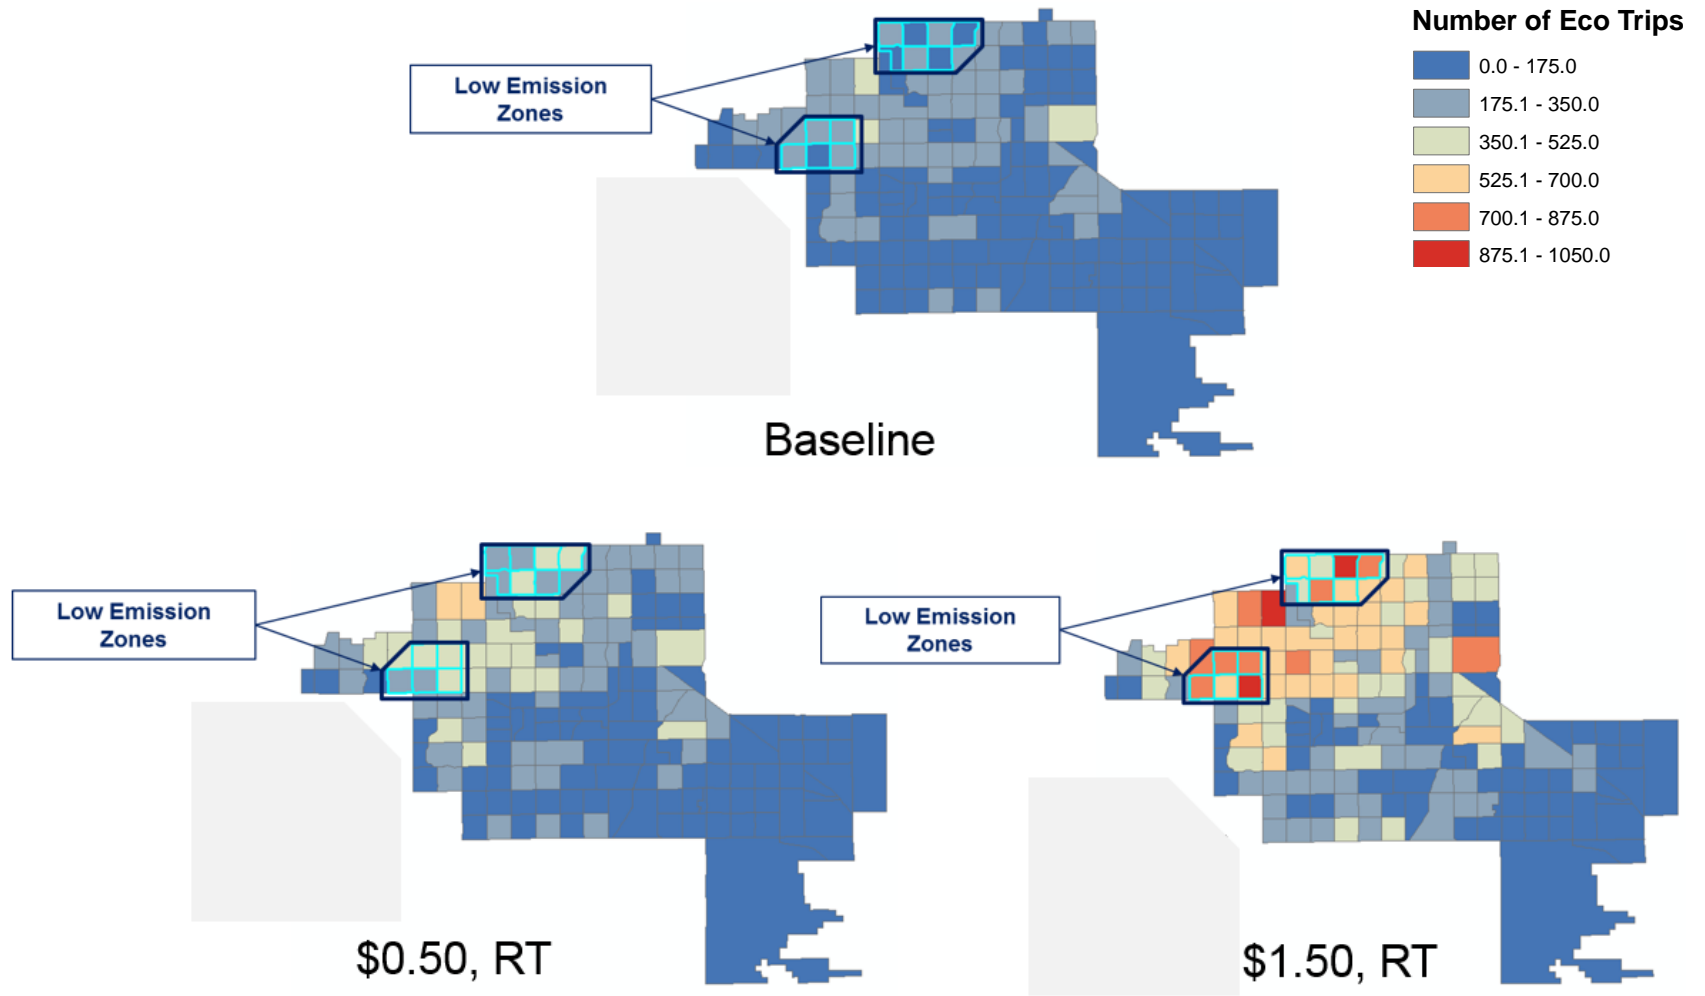 Number of Eco Trips
0.0 - 175.0
175.1 - 350.0
350.1 - 525.0
525.1 - 700.0
700.1 - 875.0
875.1 - 1050.0
Low Emission
Zones
Baseline
Low Emission
Zones
$0.50, RT
Low Emission
Zones
$1.50, RT